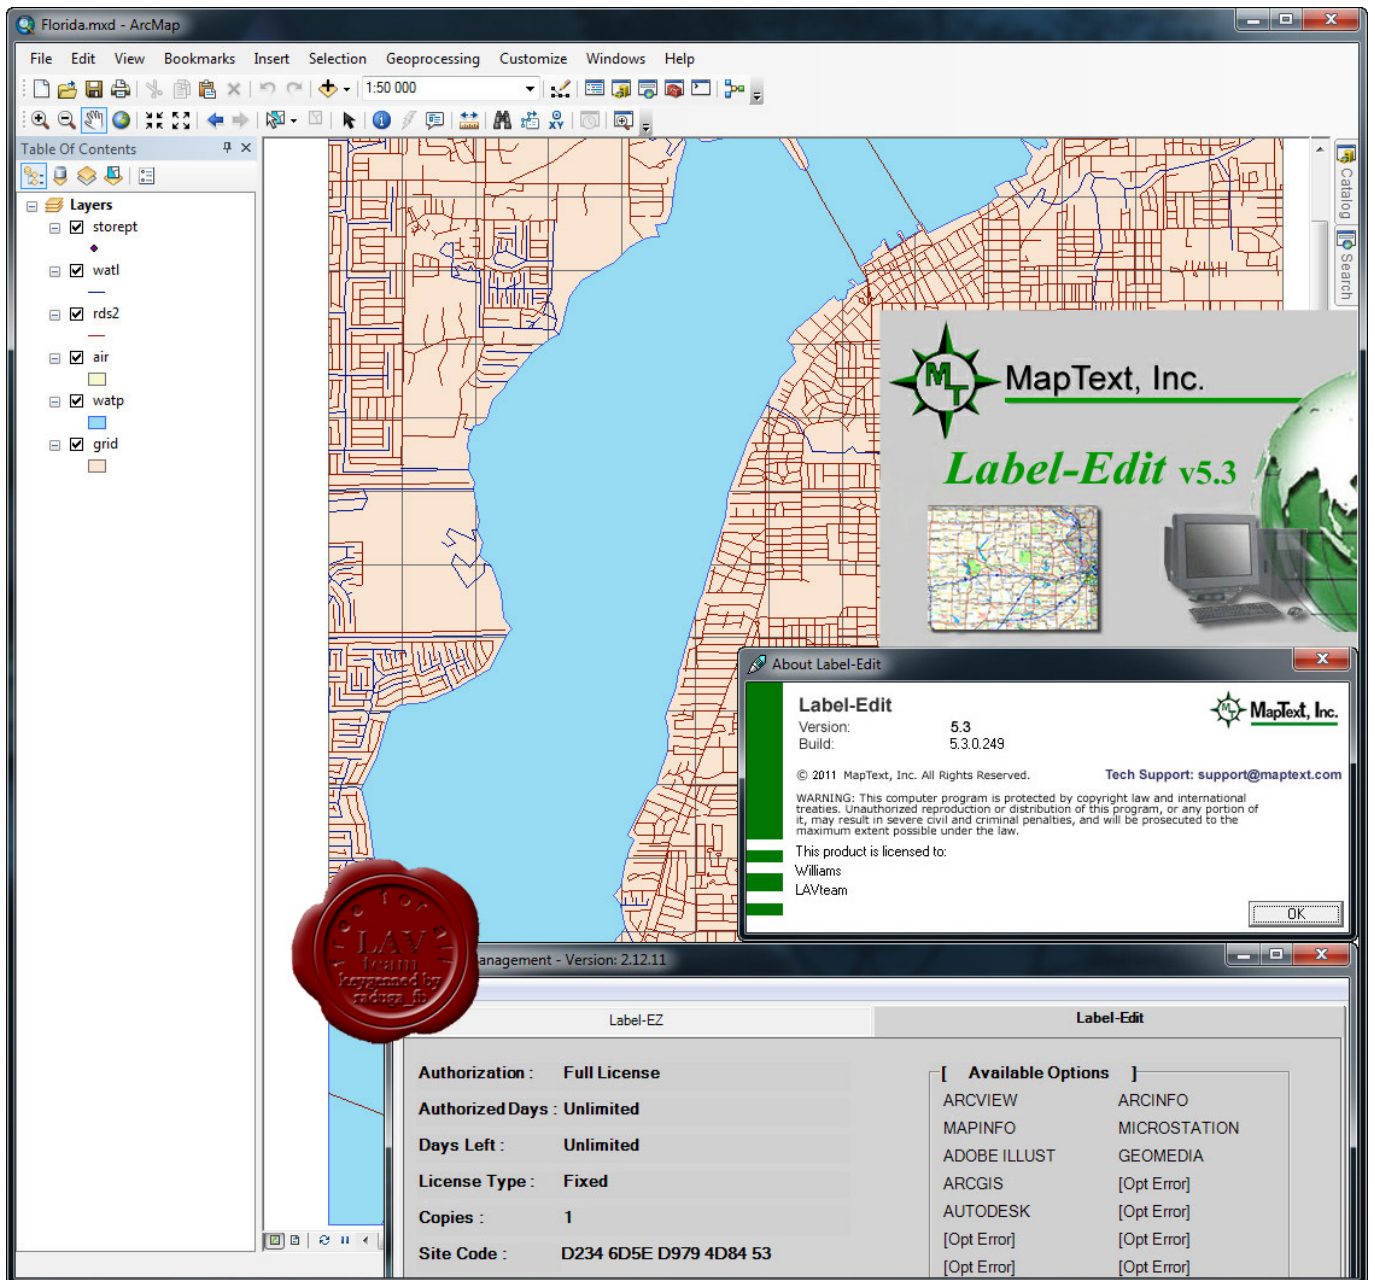 Florida.mxd - ArcMap
File Edit View Bookmarks Insert Selection Geoprocessing Customize Windows Help
1:50 000
XY
Table Of Contents
Layers
storept
watl
rds2
air
watp
grid
Catalog
Search
MT
MapText, Inc.
Label-Edit v5.3
About Label-Edit
Label-Edit
Version: 5.3
Build: 5.3.0.249
MapText, Inc.
© 2011 MapText, Inc. All Rights Reserved.
Tech Support: support@maptext.com
WARNING: This computer program is protected by copyright law and international
treaties. Unauthorized reproduction or distribution of this program, or any portion of
it, may result in severe civil and criminal penalties, and will be prosecuted to the
maximum extent possible under the law.
This product is licensed to:
Williams
LAVteam
OK
free for all
LAV
team
keygenned by
raduga_fb
anagement - Version: 2.12.11
Label-EZ
Label-Edit
Authorization : Full License
Authorized Days : Unlimited
Days Left : Unlimited
License Type : Fixed
Copies : 1
Site Code : D234 6D5E D979 4D84 53
[ Available Options ]
ARCVIEW ARCINFO
MAPINFO MICROSTATION
ADOBE ILLUST GEOMEDIA
ARCGIS [Opt Error]
AUTODESK [Opt Error]
[Opt Error] [Opt Error]
[Opt Error] [Opt Error]